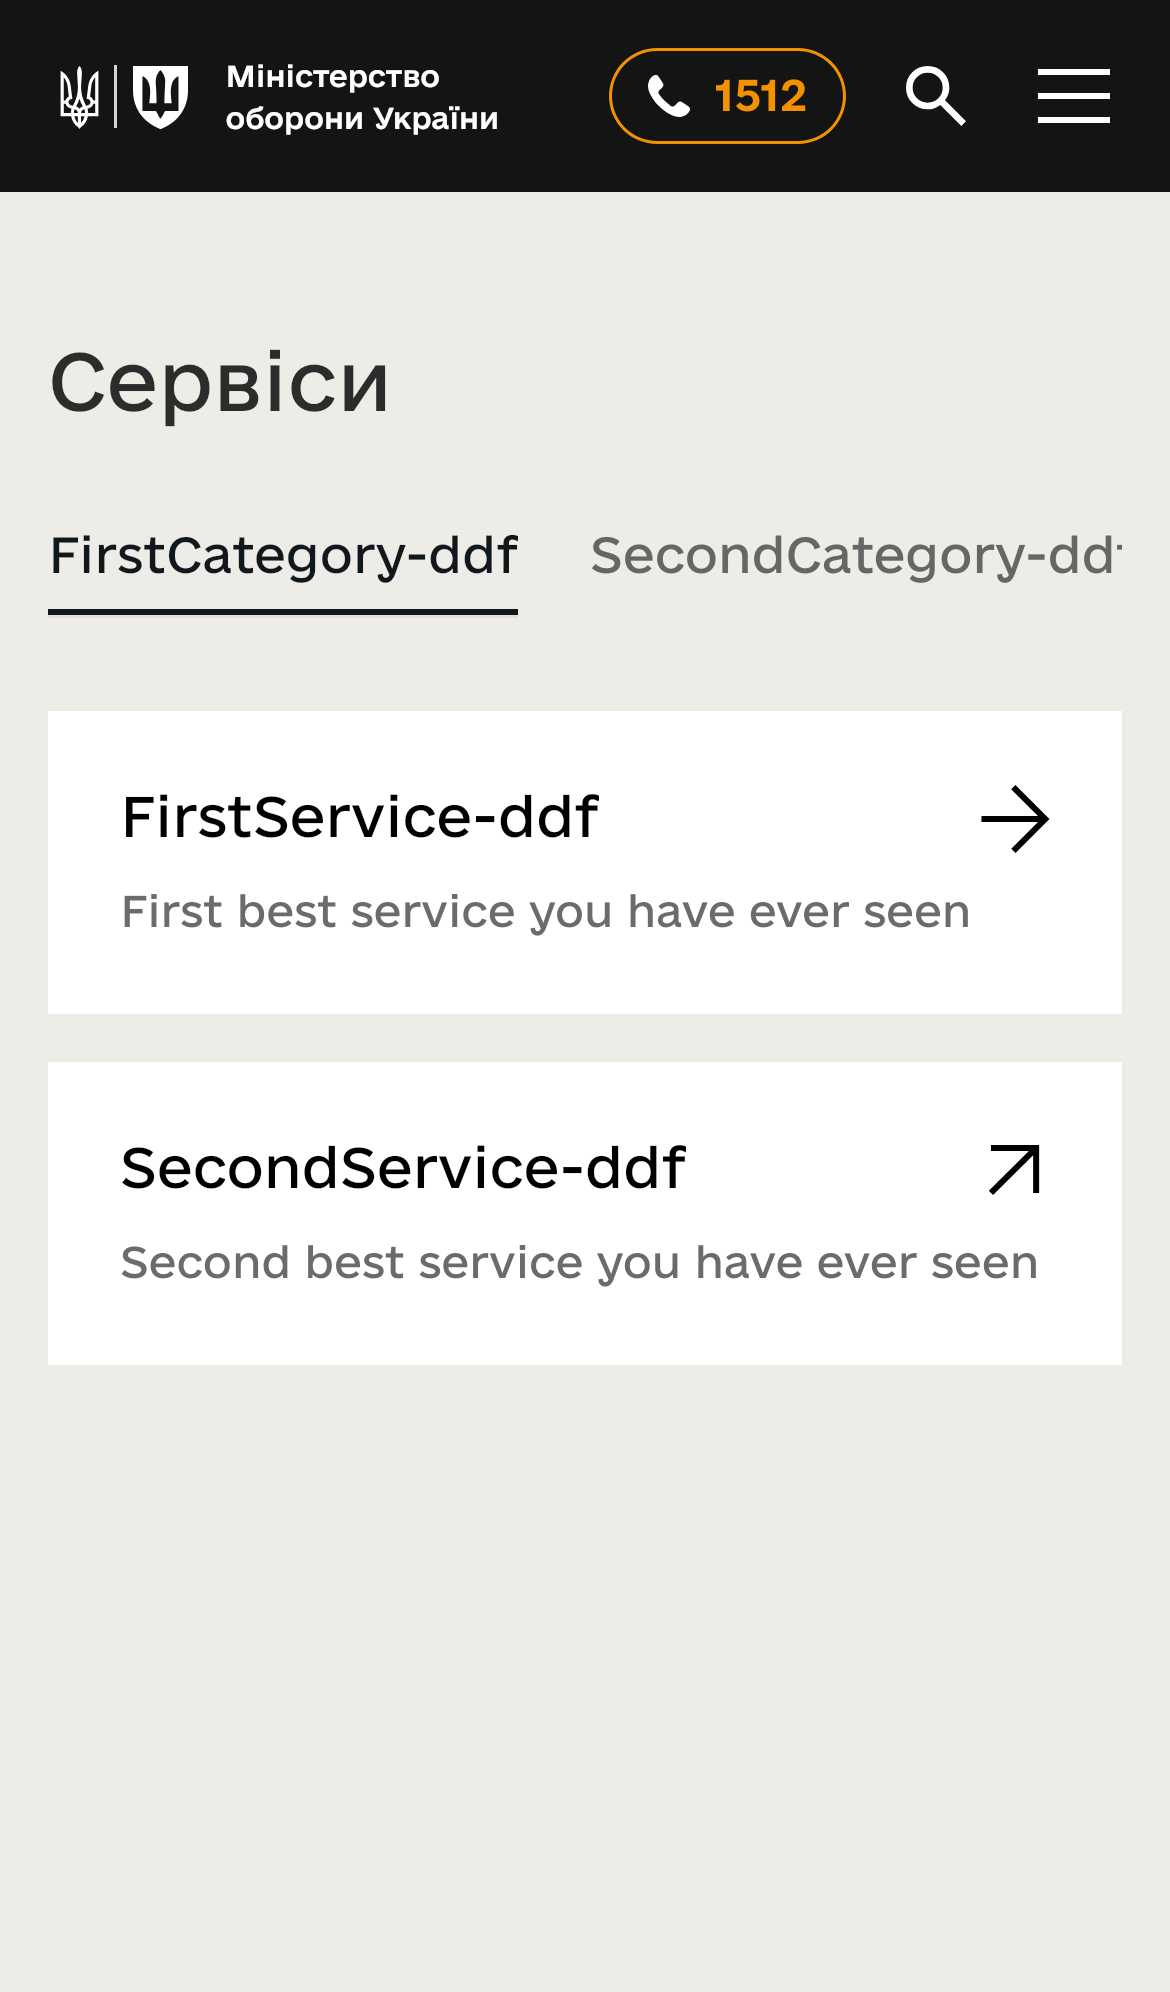 Міністерство
оборони України
1512
Сервіси
FirstCategory-ddf
SecondCategory-dd
FirstService-ddf
First best service you have ever seen
SecondService-ddf
Second best service you have ever seen